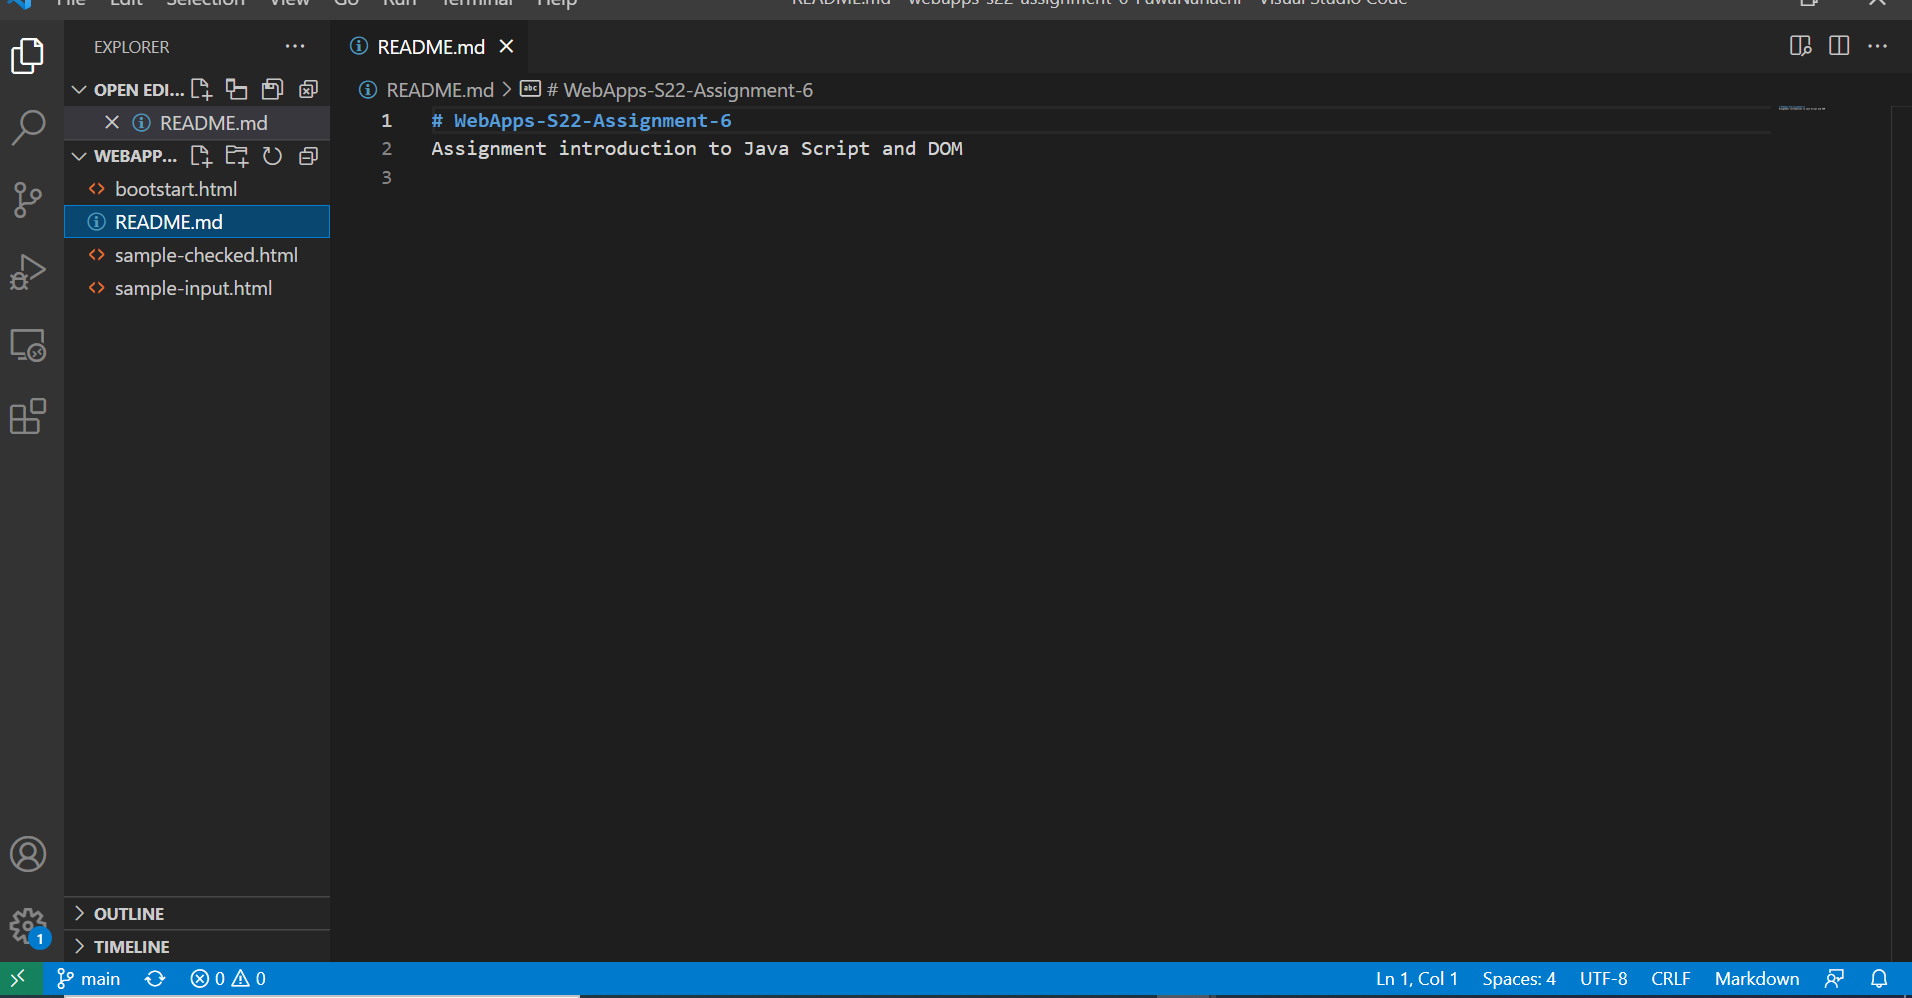 File Edit Selection View Go Run Terminal Help
EXPLORER
OPEN EDI...
README.md
WEBAPP...
bootstart.html
README.md
sample-checked.html
sample-input.html
OUTLINE
TIMELINE
README.md
README.md > # WebApps-S22-Assignment-6
1 # WebApps-S22-Assignment-6
2 Assignment introduction to Java Script and DOM
3
1
main 0 0
Ln 1, Col 1 Spaces: 4 UTF-8 CRLF Markdown